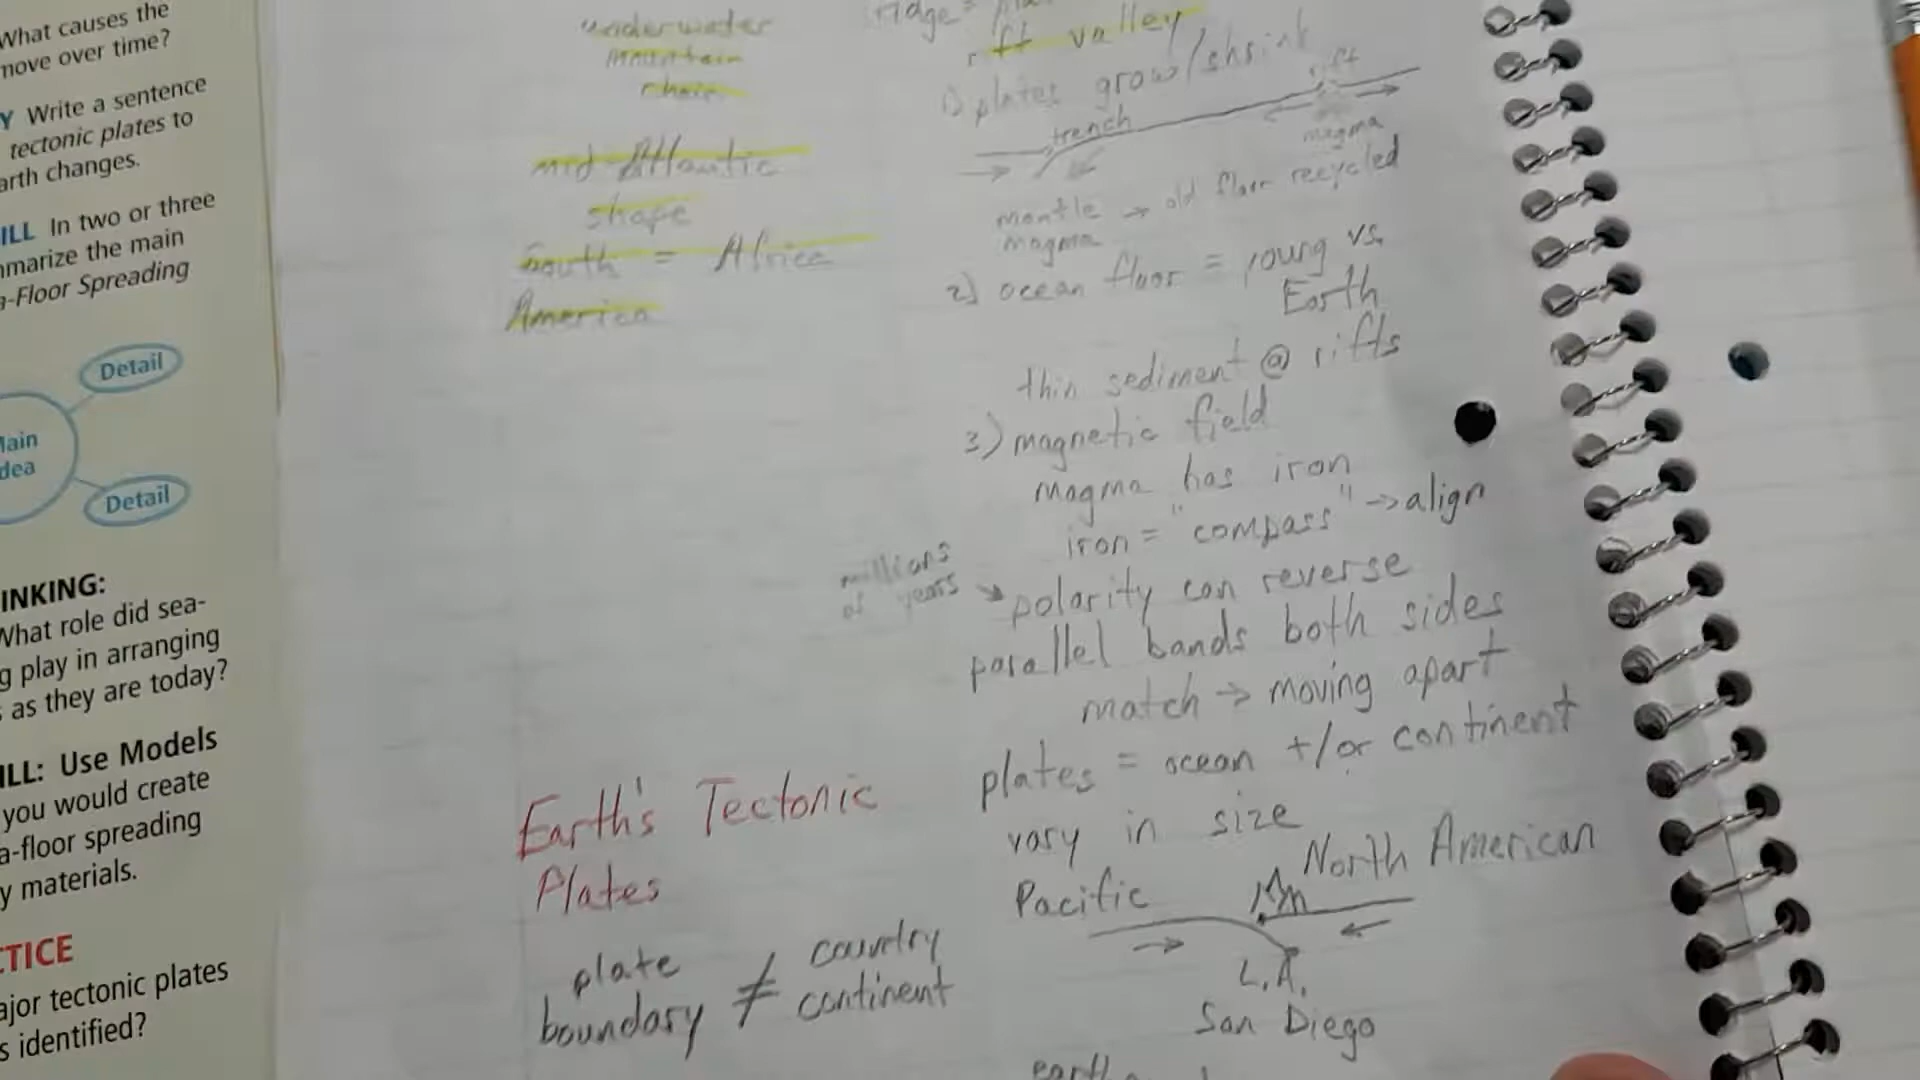 What causes the
move over time?
Y Write a sentence
tectonic plates to
arth changes.
ILL In two or three
mmarize the main
a-Floor Spreading
Detail
Main
dea
Detail
INKING:
What role did sea-
g play in arranging
s as they are today?
ILL: Use Models
you would create
a-floor spreading
y materials.
CTICE
ajor tectonic plates
s identified?
underwater
mountain
chain
mid Atlantic
shape
South = Africa
America
Earth's Tectonic
Plates
plate
boundary ≠ country
continent
ridge =
rift valley
1) plates grow/shrink
rift
trench
magma
mantle → old floor recycled
magma
2) ocean floor = young vs.
Earth
thin sediment @ rifts
3) magnetic field
magma has iron
iron = "compass" → align
millions
of years → polarity can reverse
parallel bands both sides
match → moving apart
plates = ocean +/or continent
vary in size
Pacific North American
L.A.
San Diego
earth